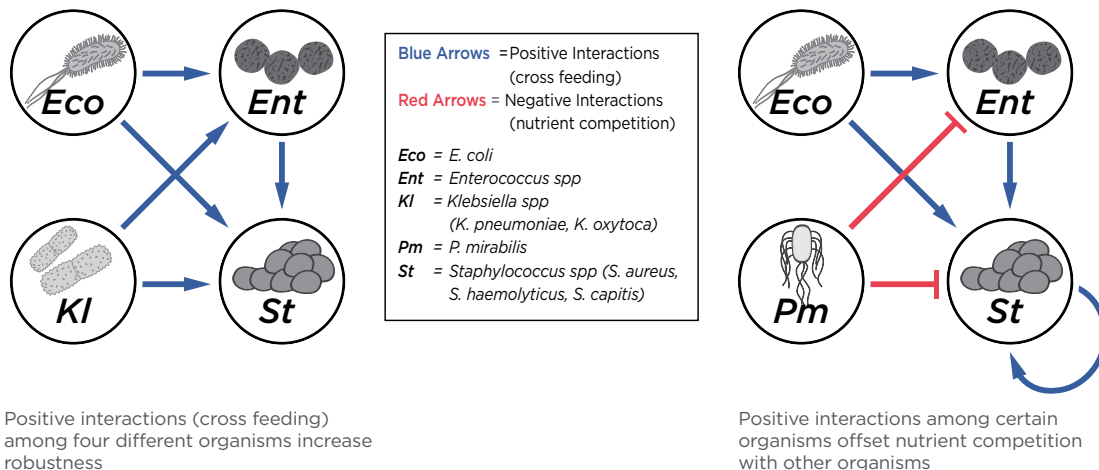 Eco
Ent
Kl
St
Blue Arrows = Positive Interactions
(cross feeding)
Red Arrows = Negative Interactions
(nutrient competition)
Eco = E. coli
Ent = Enterococcus spp
Kl = Klebsiella spp
(K. pneumoniae, K. oxytoca)
Pm = P. mirabilis
St = Staphylococcus spp (S. aureus,
S. haemolyticus, S. capitis)
Eco
Ent
Pm
St
Positive interactions (cross feeding)
among four different organisms increase
robustness
Positive interactions among certain
organisms offset nutrient competition
with other organisms